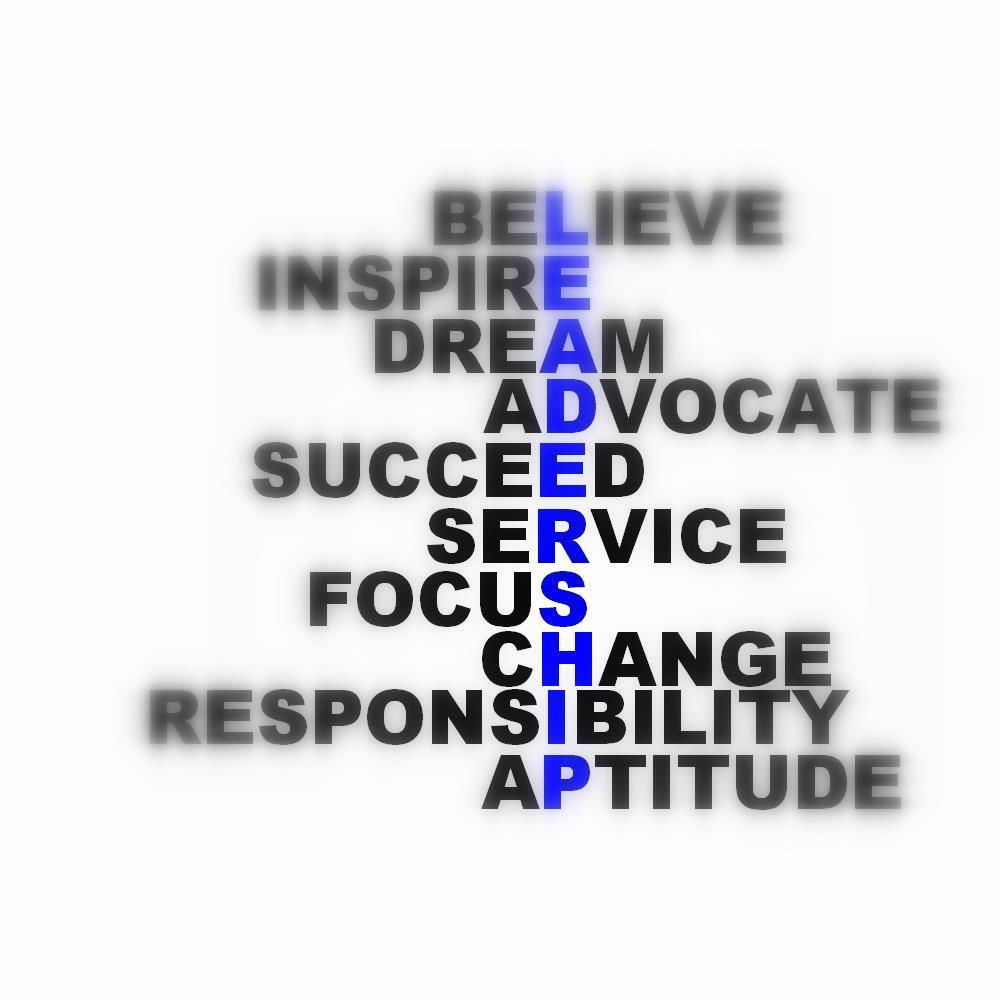 BELIEVE
INSPIRE
DREAM
ADVOCATE
SUCCEED
SERVICE
FOCUS
CHANGE
RESPONSIBILITY
APTITUDE